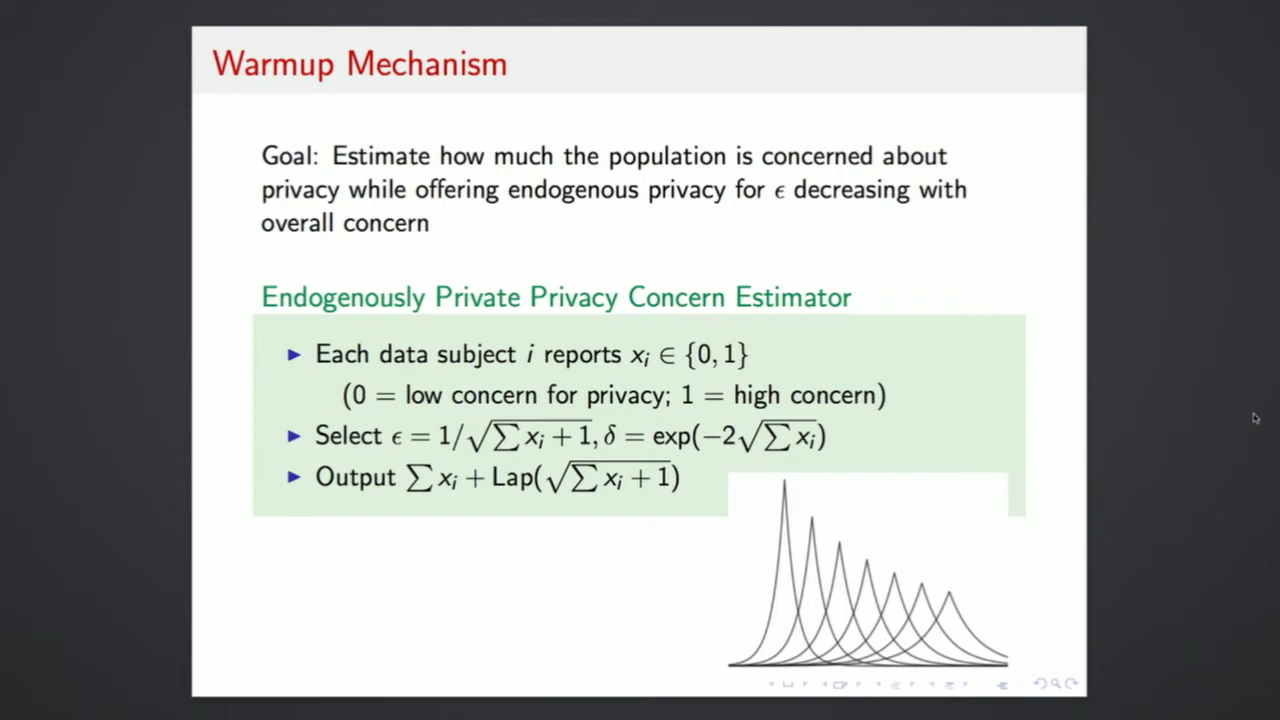 Warmup Mechanism
Goal: Estimate how much the population is concerned about
privacy while offering endogenous privacy for ϵ decreasing with
overall concern
Endogenously Private Privacy Concern Estimator
▶ Each data subject i reports xᵢ ∈ {0, 1}
(0 = low concern for privacy; 1 = high concern)
▶ Select ϵ = 1/√(∑ xᵢ + 1), δ = exp(−2√(∑ xᵢ))
▶ Output ∑ xᵢ + Lap(√(∑ xᵢ + 1))